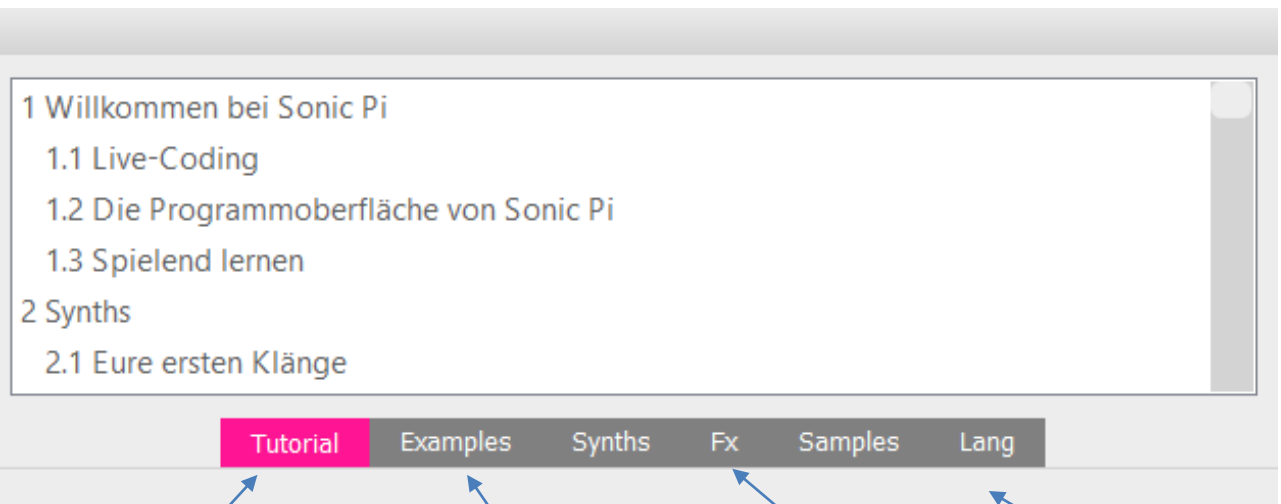 1 Willkommen bei Sonic Pi
1.1 Live-Coding
1.2 Die Programmoberfläche von Sonic Pi
1.3 Spielend lernen
2 Synths
2.1 Eure ersten Klänge
Tutorial Examples Synths Fx Samples Lang